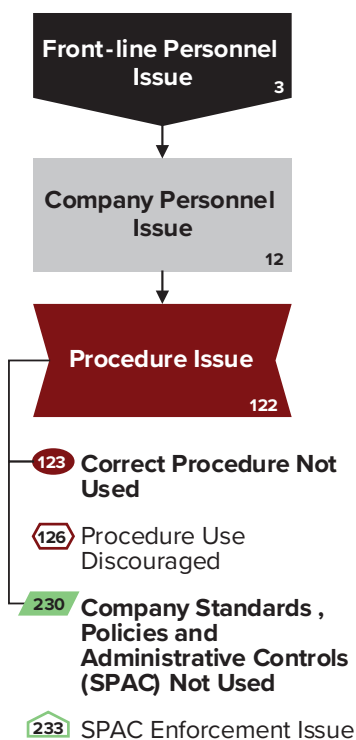 Front-line Personnel
Issue
3
Company Personnel
Issue
12
Procedure Issue
122
123 Correct Procedure Not
Used
126 Procedure Use
Discouraged
230 Company Standards ,
Policies and
Administrative Controls
(SPAC) Not Used
233 SPAC Enforcement Issue